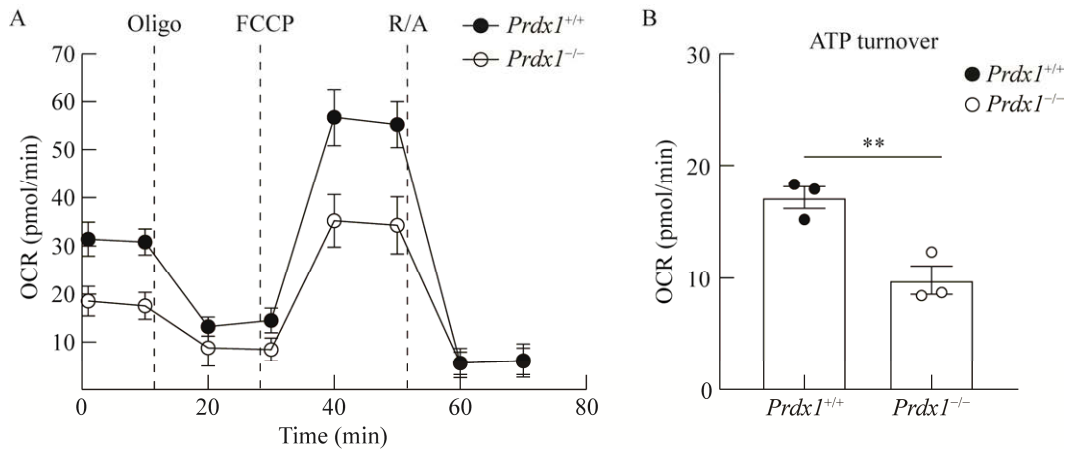 A
Oligo FCCP R/A
Prdx1+/+
Prdx1−/−
OCR (pmol/min)
70
60
50
40
30
20
10
0 20 40 60 80
Time (min)
B
ATP turnover
Prdx1+/+
Prdx1−/−
**
OCR (pmol/min)
30
20
10
0
Prdx1+/+ Prdx1−/−